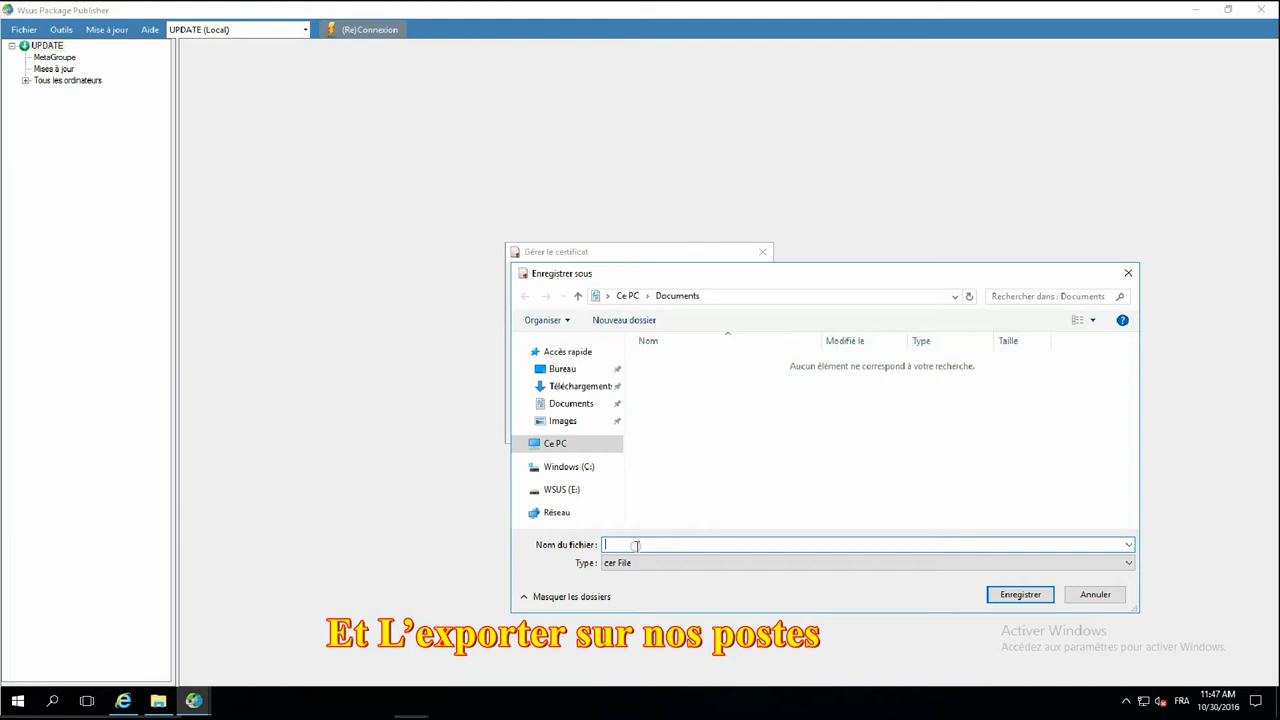 Wsus Package Publisher
Fichier Outils Mise à jour Aide UPDATE (Local) (Re)Connexion
UPDATE
MetaGroupe
Mises à jour
Tous les ordinateurs
Gérer le certificat
Enregistrer sous
Ce PC Documents Rechercher dans : Documents
Organiser Nouveau dossier
Nom Modifié le Type Taille
Aucun élément ne correspond à votre recherche.
Accès rapide
Bureau
Téléchargement:
Documents
Images
Ce PC
Windows (C:)
WSUS (E:)
Réseau
Nom du fichier :
Type : cer File
Masquer les dossiers Enregistrer Annuler
Et L’exporter sur nos postes
Activer Windows
Accédez aux paramètres pour activer Windows.
FRA 11:47 AM
10/30/2016